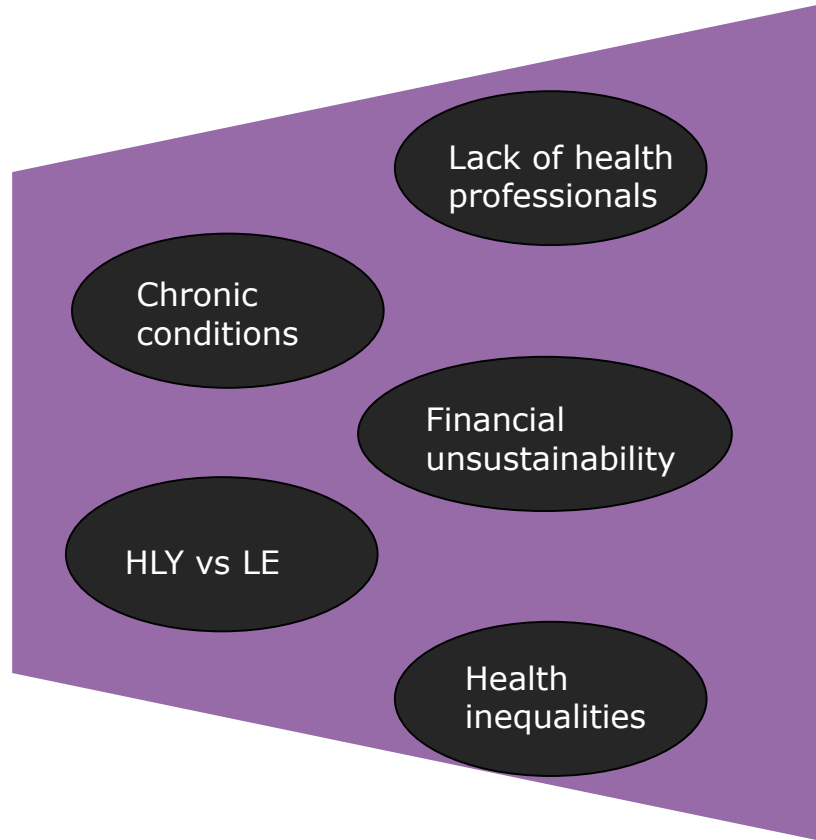 Lack of health
professionals
Chronic
conditions
Financial
unsustainability
HLY vs LE
Health
inequalities